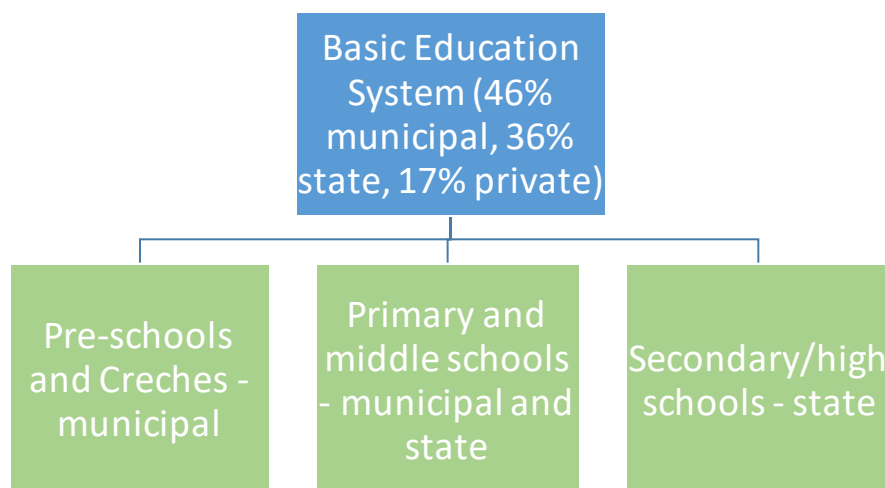 Basic Education
System (46%
municipal, 36%
state, 17% private)
Pre-schools
and Creches -
municipal
Primary and
middle schools
- municipal and
state
Secondary/high
schools - state